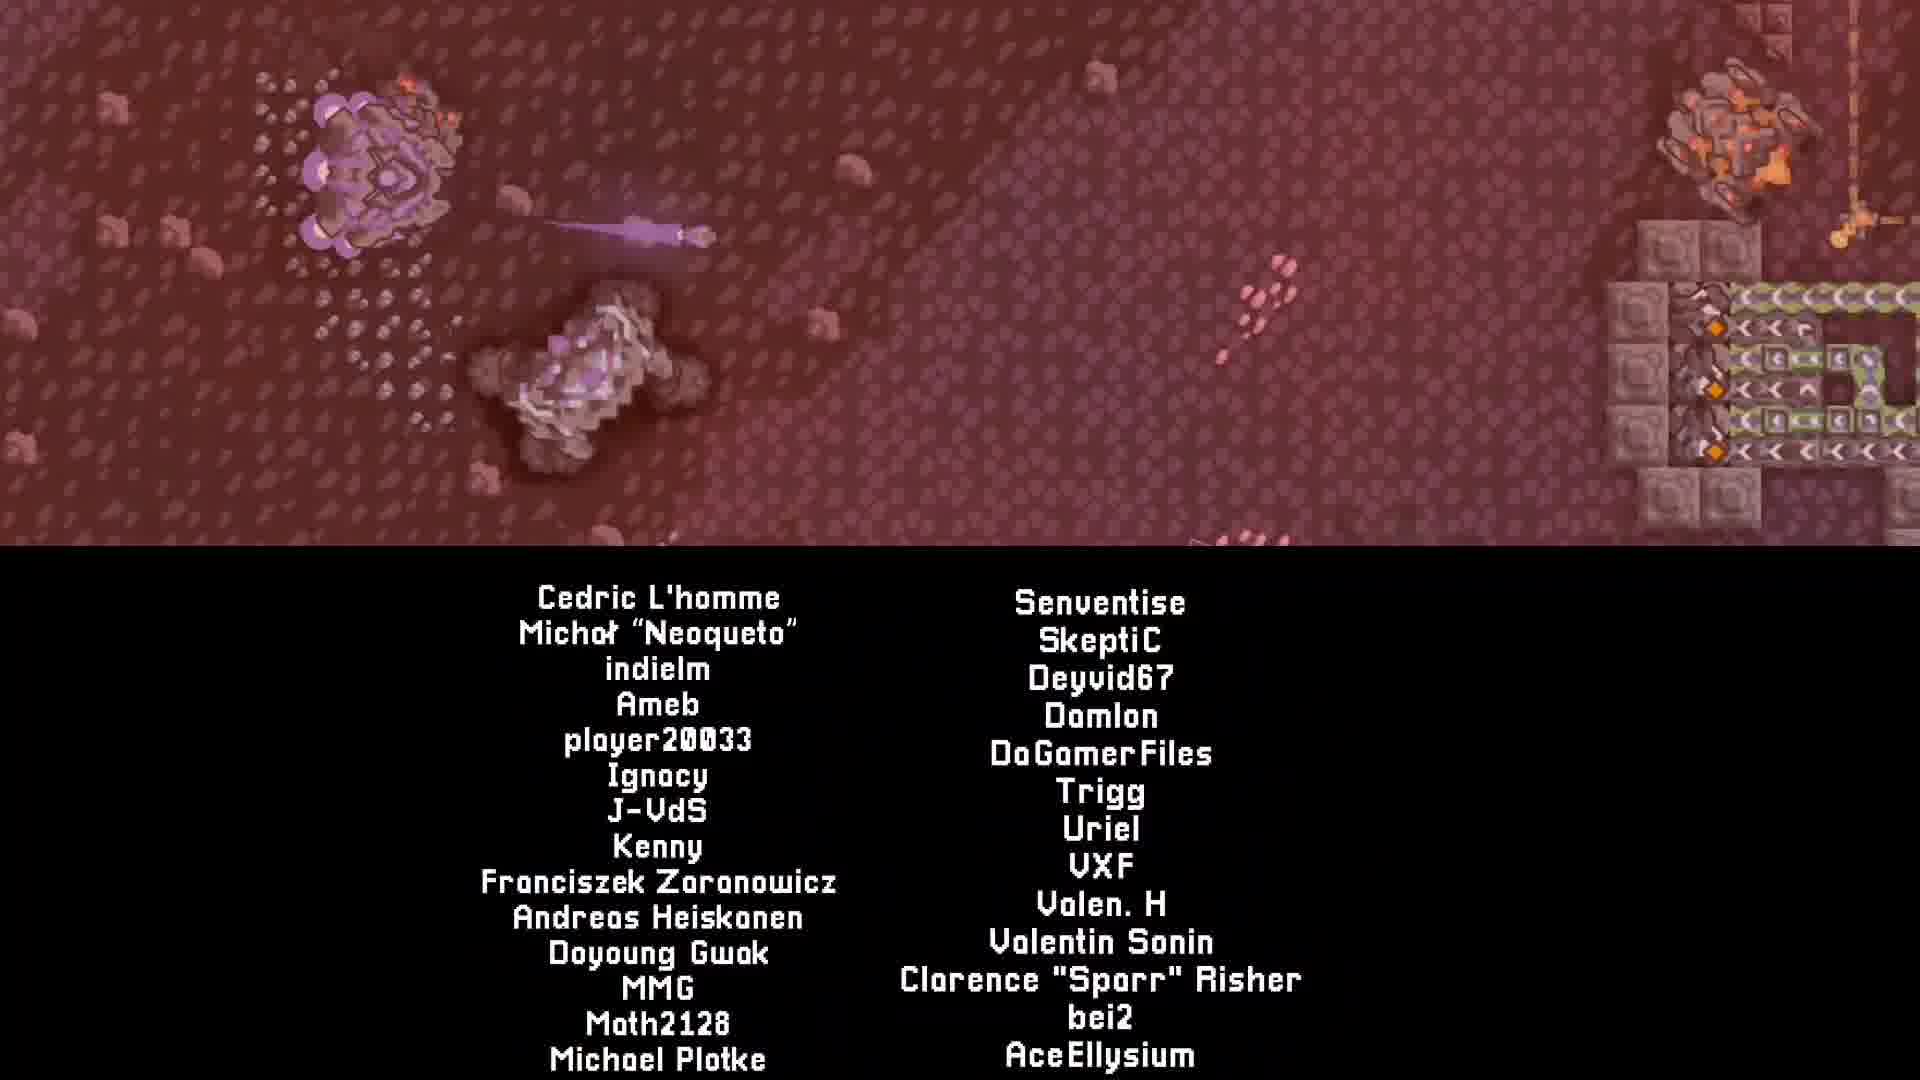 Cedric L'homme
Michał “Neoqueto”
indielm
Ameb
player20033
Ignacy
J-VdS
Kenny
Franciszek Zaranowicz
Andreas Heiskanen
Doyoung Gwak
MMG
Math2128
Michael Plotke
Senventise
SkeptiC
Deyvid67
Damlon
DaGamerFiles
Trigg
Uriel
VXF
Valen. H
Valentin Sonin
Clarence "Sparr" Risher
bei2
AceEllysium